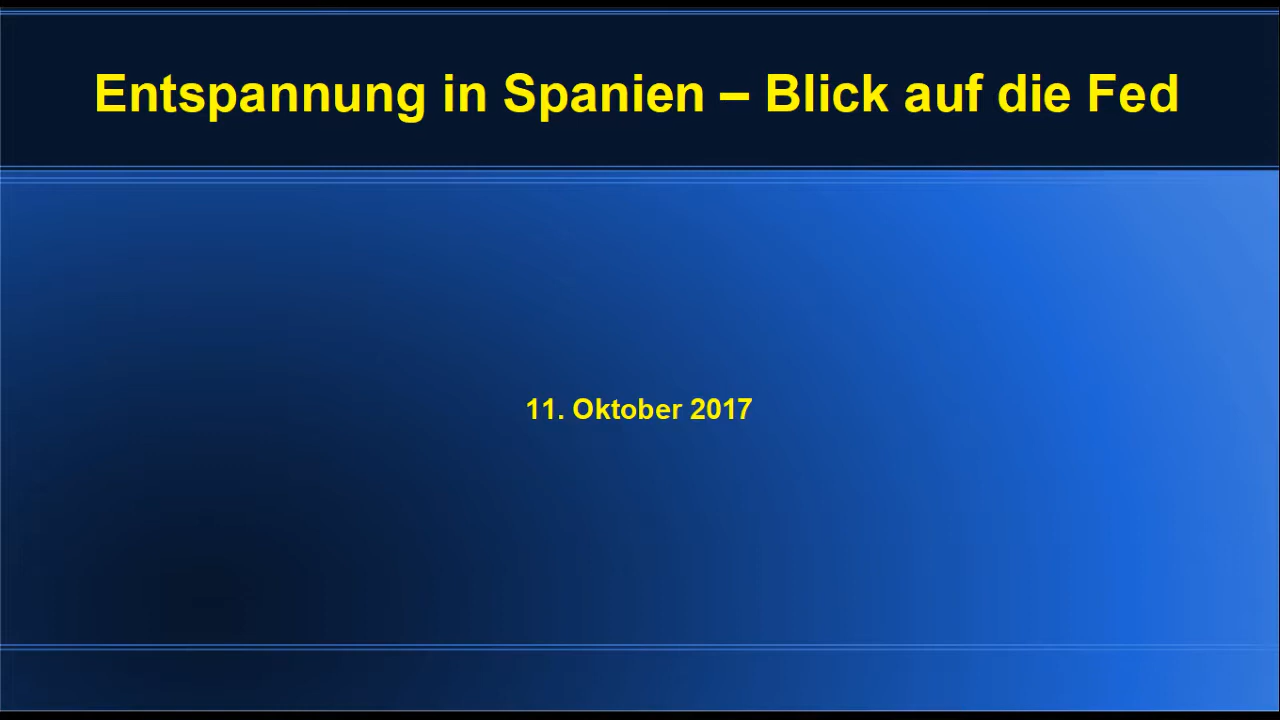 Entspannung in Spanien – Blick auf die Fed
11. Oktober 2017